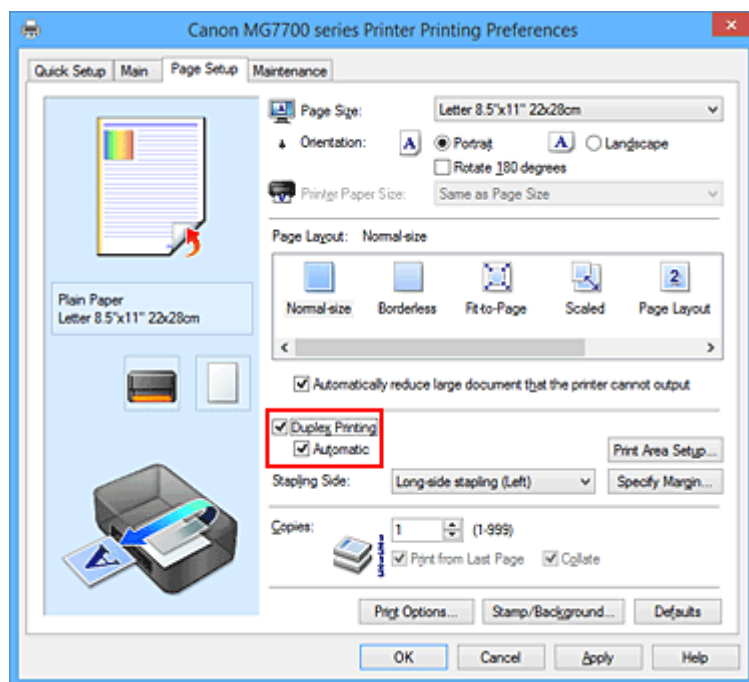 Canon MG7700 series Printer Printing Preferences
Quick Setup Main Page Setup Maintenance
Page Size: Letter 8.5"x11" 22x28cm
Orientation: A Portrait A Landscape
Rotate 180 degrees
Printer Paper Size: Same as Page Size
Page Layout: Normal-size
Normal-size Borderless Fit-to-Page Scaled Page Layout
2
Plain Paper
Letter 8.5"x11" 22x28cm
Automatically reduce large document that the printer cannot output
Duplex Printing
Automatic
Print Area Setup...
Stapling Side: Long-side stapling (Left) Specify Margin...
Copies: 1 (1-999)
Print from Last Page Collate
A
Print Options... Stamp/Background... Defaults
OK Cancel Apply Help